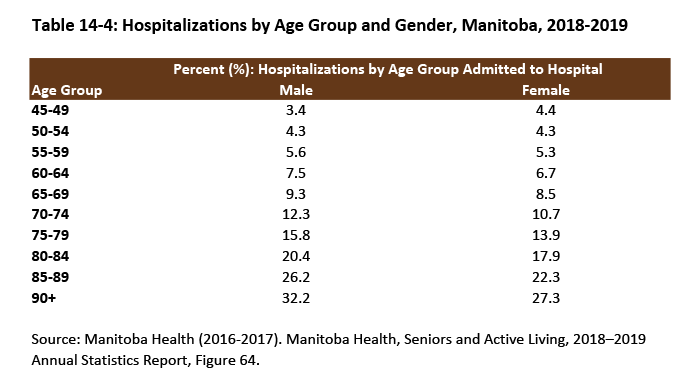 Table 14-4: Hospitalizations by Age Group and Gender, Manitoba, 2018-2019
Percent (%): Hospitalizations by Age Group Admitted to Hospital
Age Group Male Female
45-49 3.4 4.4
50-54 4.3 4.3
55-59 5.6 5.3
60-64 7.5 6.7
65-69 9.3 8.5
70-74 12.3 10.7
75-79 15.8 13.9
80-84 20.4 17.9
85-89 26.2 22.3
90+ 32.2 27.3
Source: Manitoba Health (2016-2017). Manitoba Health, Seniors and Active Living, 2018–2019
Annual Statistics Report, Figure 64.